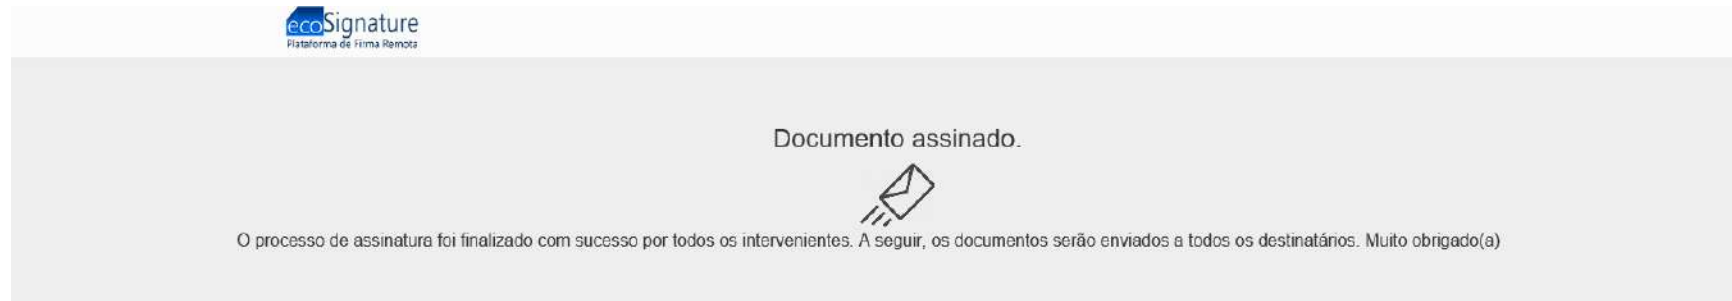 ecoSignature
Plataforma de Firma Remota
Documento assinado.
O processo de assinatura foi finalizado com sucesso por todos os intervenientes. A seguir, os documentos serão enviados a todos os destinatários. Muito obrigado(a)